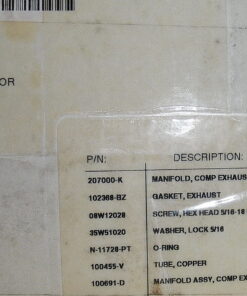 OR
P/N: DESCRIPTION:
207000-K MANIFOLD, COMP EXHAUS
102368-BZ GASKET, EXHAUST
08W12028 SCREW, HEX HEAD 5/16-18
35W51020 WASHER, LOCK 5/16
N-11728-PT O-RING
100455-V TUBE, COPPER
100691-D MANIFOLD ASSY, COMP EX